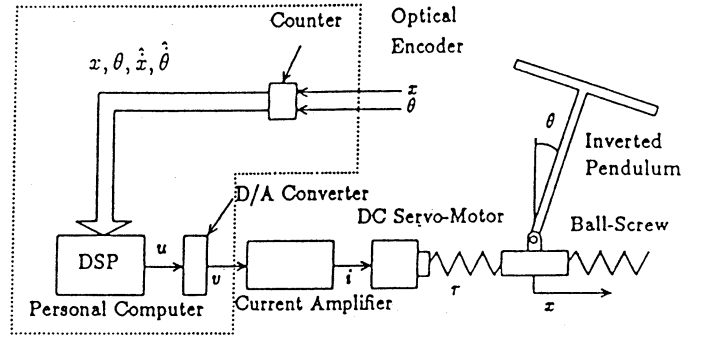 Counter
Optical
Encoder
x, θ, ẋ̂, θ̇̂
x
θ
θ
Inverted
Pendulum
D/A Converter
DC Servo-Motor
Ball-Screw
DSP
u
v
i
τ
x
Personal Computer
Current Amplifier